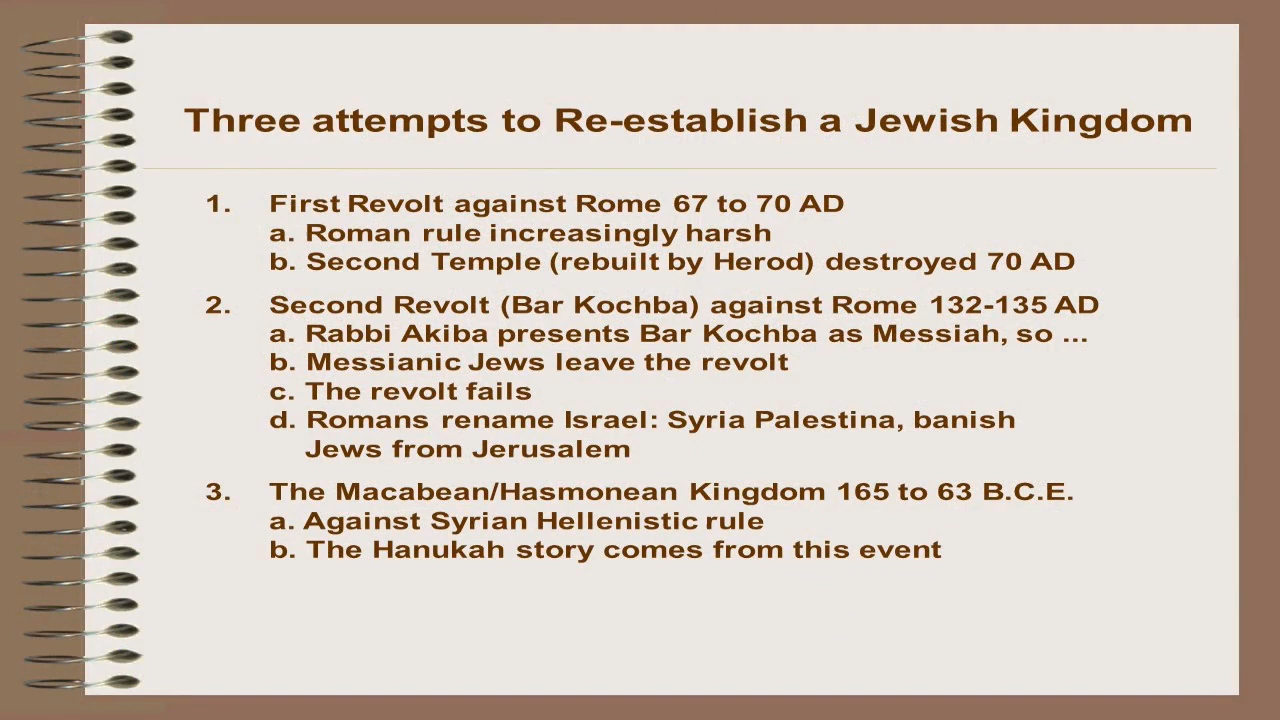 Three attempts to Re-establish a Jewish Kingdom
1. First Revolt against Rome 67 to 70 AD
a. Roman rule increasingly harsh
b. Second Temple (rebuilt by Herod) destroyed 70 AD
2. Second Revolt (Bar Kochba) against Rome 132-135 AD
a. Rabbi Akiba presents Bar Kochba as Messiah, so ...
b. Messianic Jews leave the revolt
c. The revolt fails
d. Romans rename Israel: Syria Palestina, banish
Jews from Jerusalem
3. The Macabean/Hasmonean Kingdom 165 to 63 B.C.E.
a. Against Syrian Hellenistic rule
b. The Hanukah story comes from this event